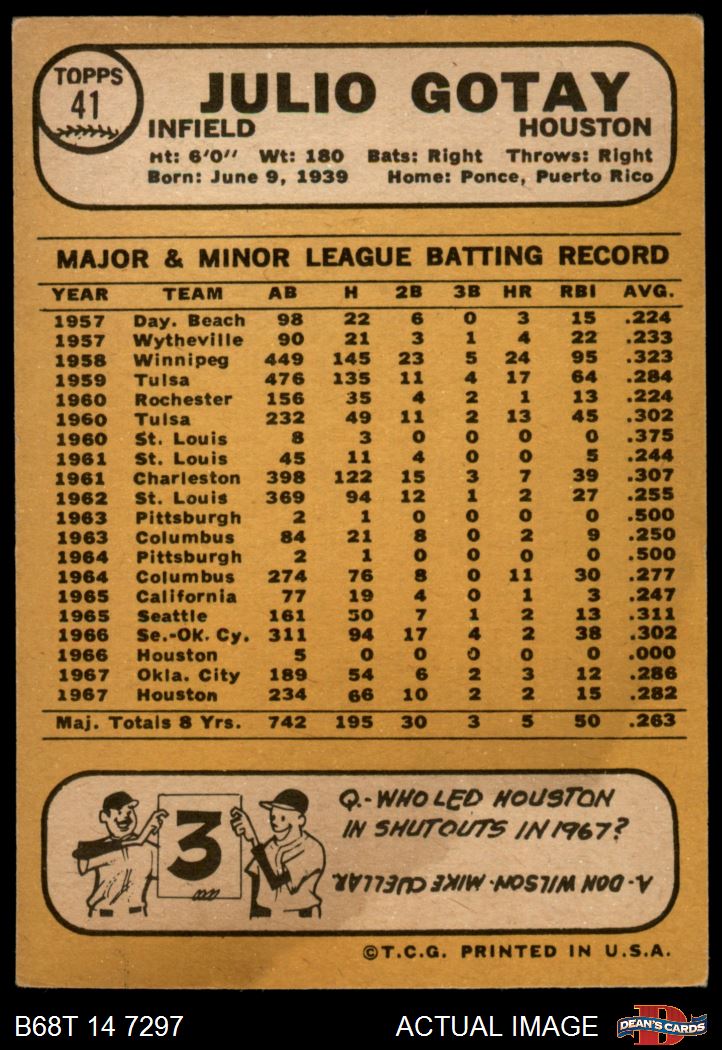 TOPPS
41
JULIO GOTAY
INFIELD HOUSTON
Ht: 6'0'' Wt: 180 Bats: Right Throws: Right
Born: June 9, 1939 Home: Ponce, Puerto Rico
MAJOR & MINOR LEAGUE BATTING RECORD
YEAR TEAM AB H 2B 3B HR RBI AVG.
1957 Day. Beach 98 22 6 0 3 15 .224
1957 Wytheville 90 21 3 1 4 22 .233
1958 Winnipeg 449 145 23 5 24 95 .323
1959 Tulsa 476 135 11 4 17 64 .284
1960 Rochester 156 35 4 2 1 13 .224
1960 Tulsa 232 49 11 2 13 45 .302
1960 St. Louis 8 3 0 0 0 0 .375
1961 St. Louis 45 11 4 0 0 5 .244
1961 Charleston 398 122 15 3 7 39 .307
1962 St. Louis 369 94 12 1 2 27 .255
1963 Pittsburgh 2 1 0 0 0 0 .500
1963 Columbus 84 21 8 0 2 9 .250
1964 Pittsburgh 2 1 0 0 0 0 .500
1964 Columbus 274 76 8 0 11 30 .277
1965 California 77 19 4 0 1 3 .247
1965 Seattle 161 50 7 1 2 13 .311
1966 Se.-OK. Cy. 311 94 17 4 2 38 .302
1966 Houston 5 0 0 0 0 0 .000
1967 Okla. City 189 54 6 2 3 12 .286
1967 Houston 234 66 10 2 2 15 .282
Maj. Totals 8 Yrs. 742 195 30 3 5 50 .263
3
Q.-WHO LED HOUSTON
IN SHUTOUTS IN 1967?
A-DON WILSON-MIKE CUELLAR
©T.C.G. PRINTED IN U.S.A.
B68T 14 7297 ACTUAL IMAGE
D
DEAN'S CARDS